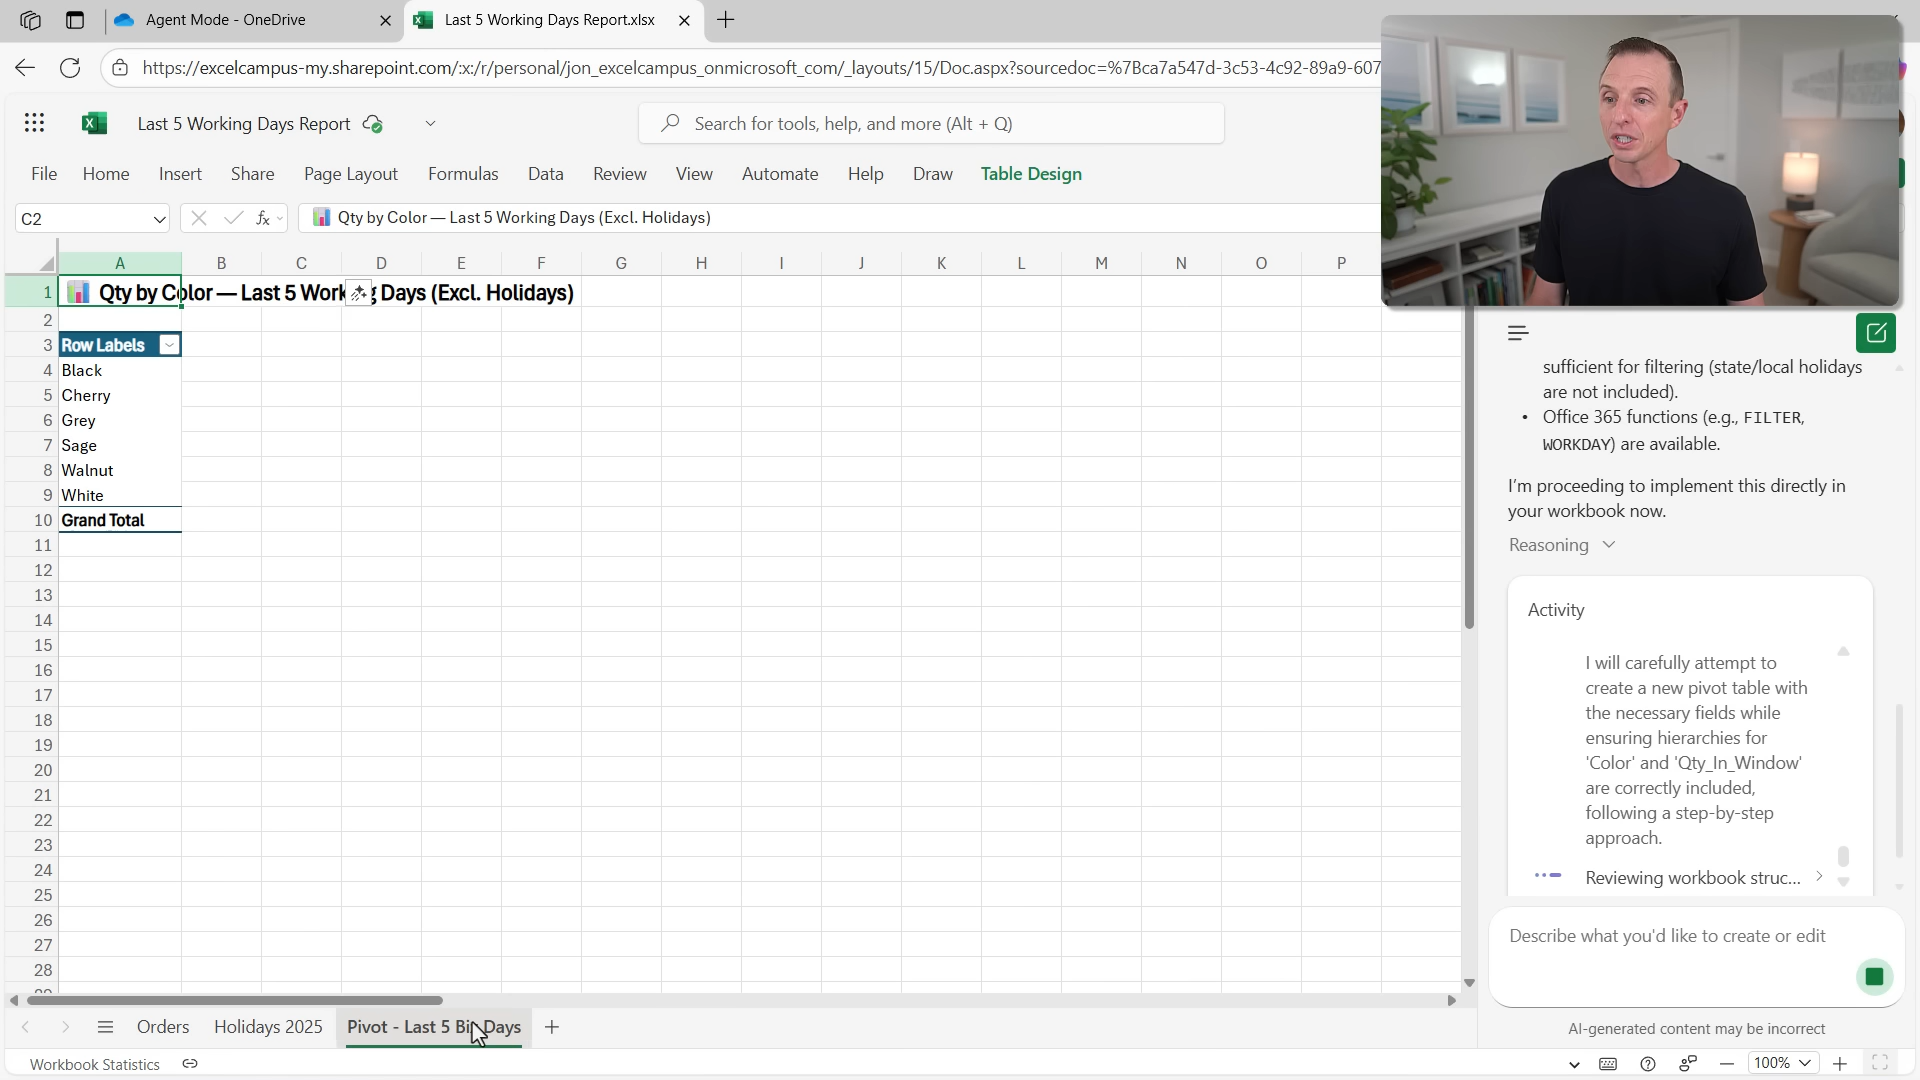 Agent Mode - OneDrive
Last 5 Working Days Report.xlsx
https://excelcampus-my.sharepoint.com/:x:/r/personal/jon_excelcampus_onmicrosoft_com/_layouts/15/Doc.aspx?sourcedoc=%7Bca7a547d-3c53-4c92-89a9-607
Last 5 Working Days Report
Search for tools, help, and more (Alt + Q)
File Home Insert Share Page Layout Formulas Data Review View Automate Help Draw Table Design
C2
fx
Qty by Color — Last 5 Working Days (Excl. Holidays)
A B C D E F G H I J K L M N O P
1 Qty by Color — Last 5 Work g Days (Excl. Holidays)
2
3 Row Labels
4 Black
5 Cherry
6 Grey
7 Sage
8 Walnut
9 White
10 Grand Total
11
12
13
14
15
16
17
18
19
20
21
22
23
24
25
26
27
28
sufficient for filtering (state/local holidays
are not included).
• Office 365 functions (e.g., FILTER,
WORKDAY) are available.
I'm proceeding to implement this directly in
your workbook now.
Reasoning
Activity
I will carefully attempt to
create a new pivot table with
the necessary fields while
ensuring hierarchies for
'Color' and 'Qty_In_Window'
are correctly included,
following a step-by-step
approach.
Reviewing workbook struc...
Describe what you'd like to create or edit
AI-generated content may be incorrect
Orders Holidays 2025 Pivot - Last 5 Days
Workbook Statistics
100%